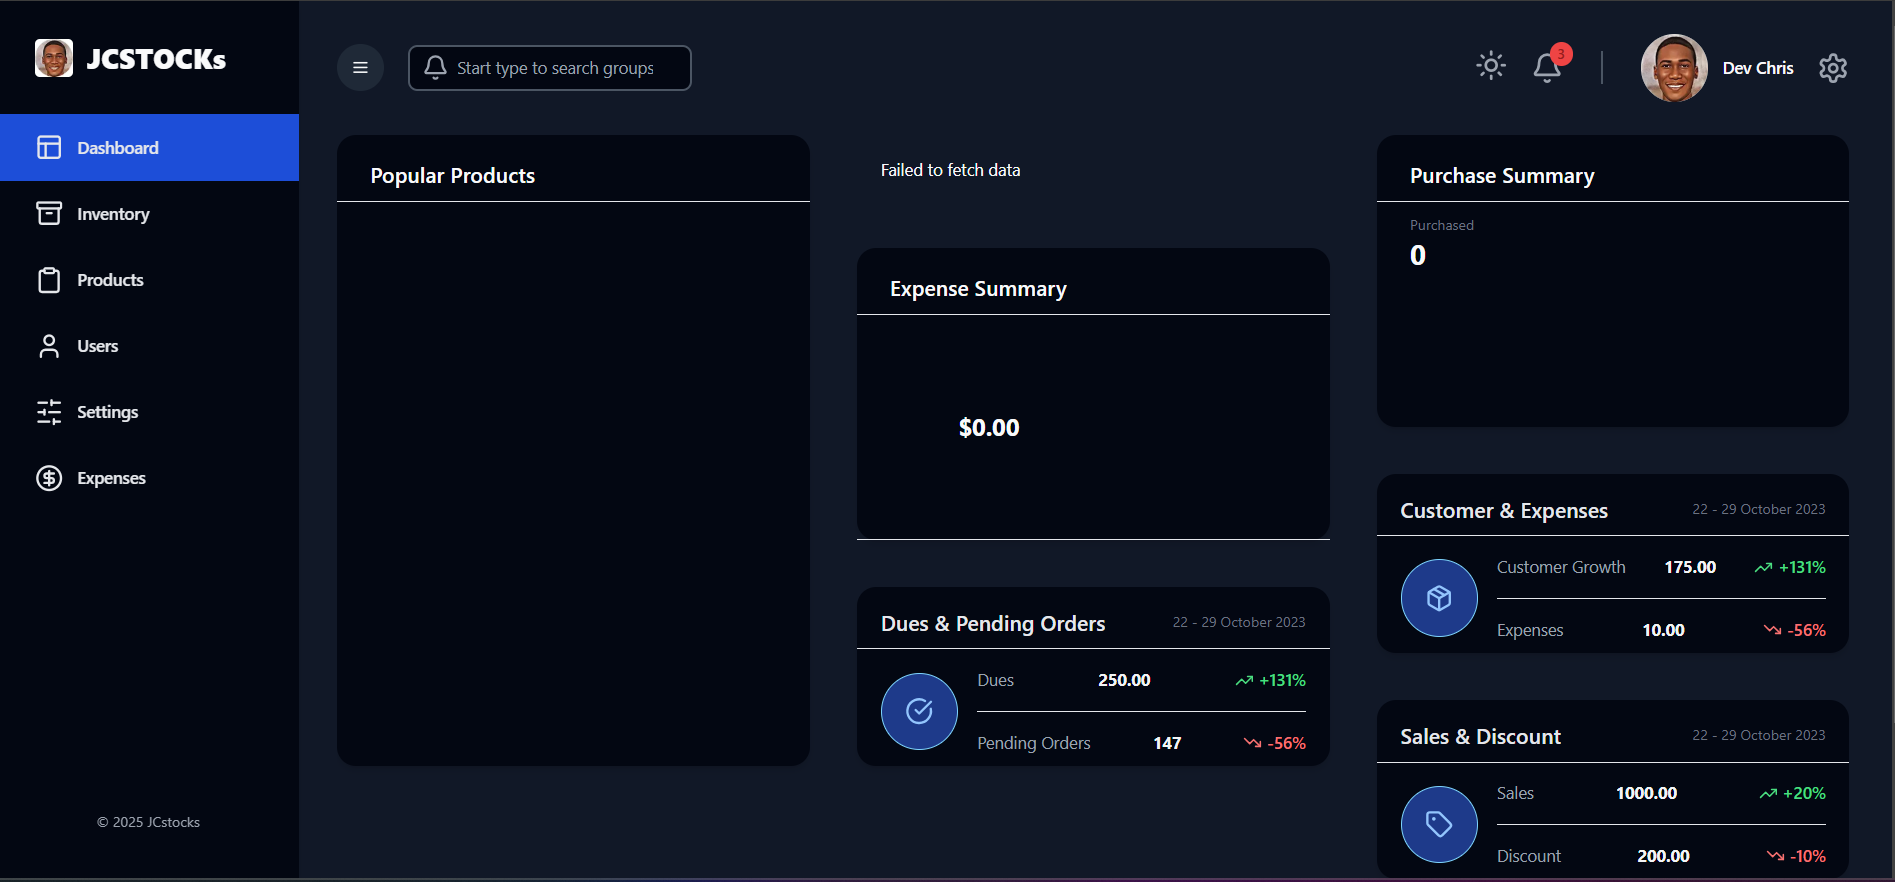 JCSTOCKs
Dashboard
Inventory
Products
Users
Settings
Expenses
© 2025 JCstocks
Start type to search groups
3
Dev Chris
Popular Products
Failed to fetch data
Expense Summary
$0.00
Dues & Pending Orders 22 - 29 October 2023
Dues 250.00 +131%
Pending Orders 147 -56%
Purchase Summary
Purchased
0
Customer & Expenses 22 - 29 October 2023
Customer Growth 175.00 +131%
Expenses 10.00 -56%
Sales & Discount 22 - 29 October 2023
Sales 1000.00 +20%
Discount 200.00 -10%